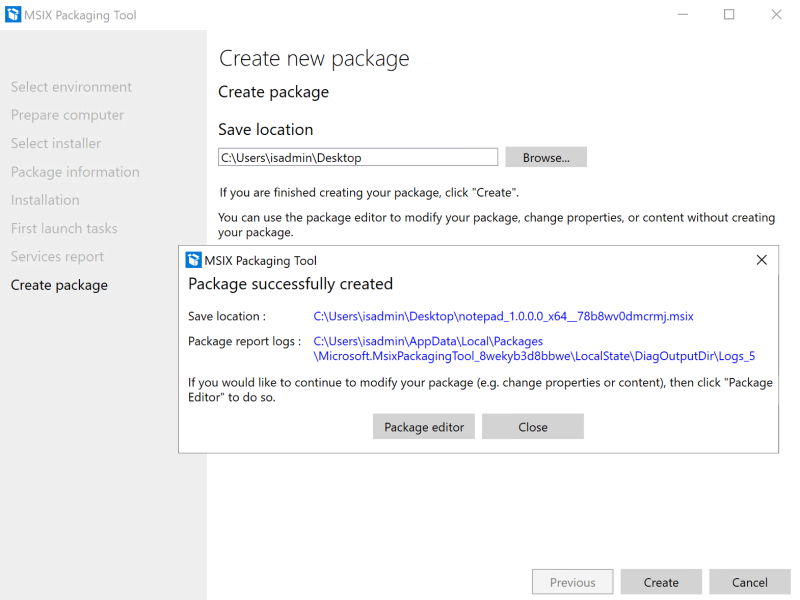 MSIX Packaging Tool
Select environment
Prepare computer
Select installer
Package information
Installation
First launch tasks
Services report
Create package
Create new package
Create package
Save location
C:\Users\isadmin\Desktop
Browse...
If you are finished creating your package, click "Create".
You can use the package editor to modify your package, change properties, or content without creating
your package.
MSIX Packaging Tool
Package successfully created
Save location :
C:\Users\isadmin\Desktop\notepad_1.0.0.0_x64__78b8wv0dmcrmj.msix
Package report logs :
C:\Users\isadmin\AppData\Local\Packages
\Microsoft.MsixPackagingTool_8wekyb3d8bbwe\LocalState\DiagOutputDir\Logs_5
If you would like to continue to modify your package (e.g. change properties or content), then click "Package
Editor" to do so.
Package editor
Close
Previous
Create
Cancel